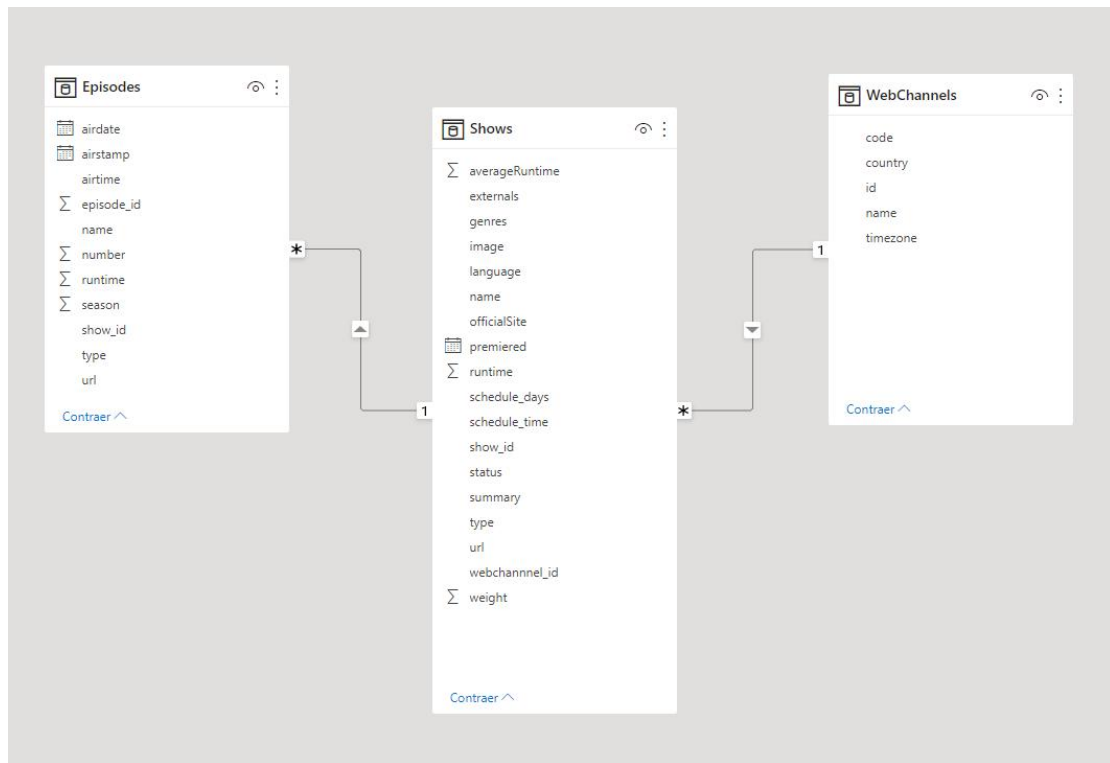 Episodes
airdate
airstamp
airtime
Σ episode_id
name
Σ number
Σ runtime
Σ season
show_id
type
url
Contraer
*
1
Shows
Σ averageRuntime
externals
genres
image
language
name
officialSite
premiered
Σ runtime
schedule_days
schedule_time
show_id
status
summary
type
url
webchannnel_id
Σ weight
Contraer
*
1
WebChannels
code
country
id
name
timezone
Contraer